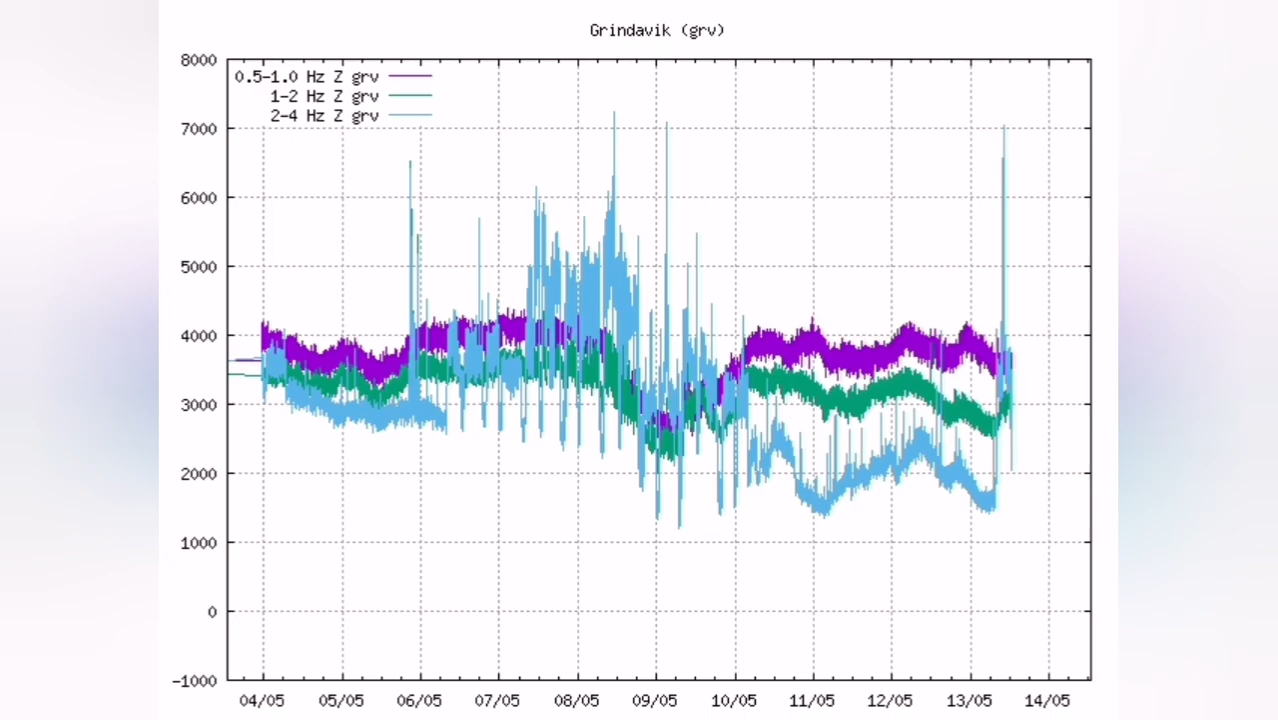 Grindavik (grv)
8000
7000
6000
5000
4000
3000
2000
1000
0
-1000
0.5-1.0 Hz Z grv
1-2 Hz Z grv
2-4 Hz Z grv
04/05 05/05 06/05 07/05 08/05 09/05 10/05 11/05 12/05 13/05 14/05